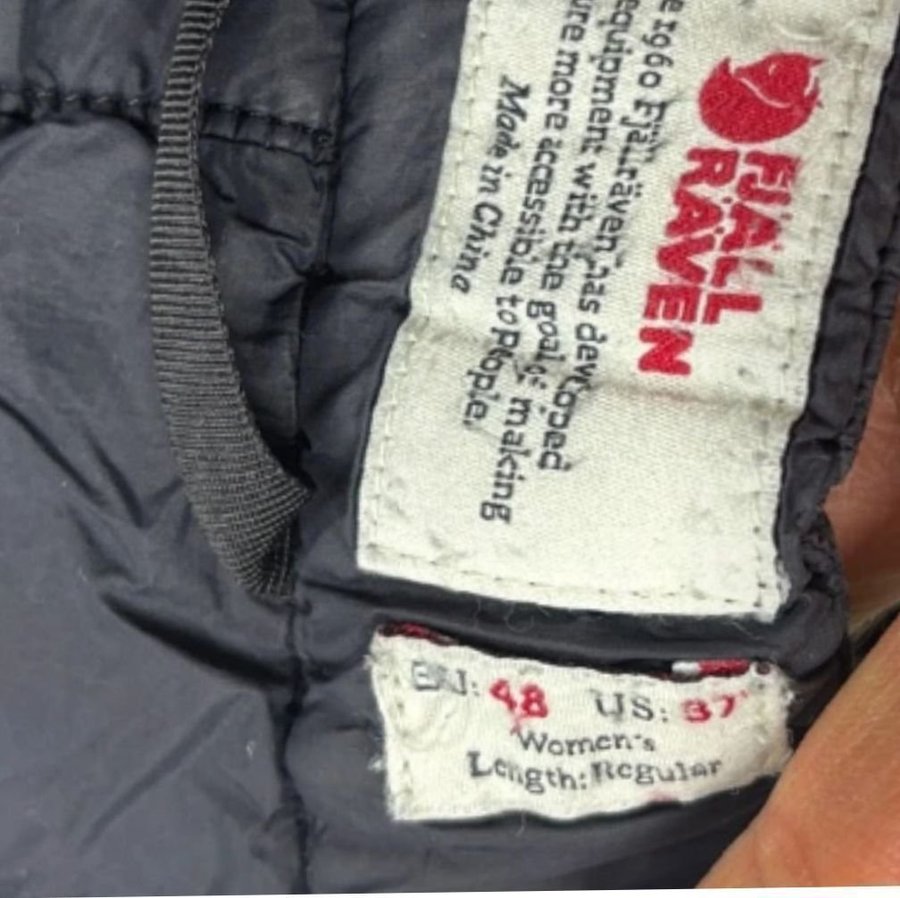 FJÄLL
RÄVEN
e 1960 Fjällräven has developed
equipment with the goal of making
ure more accessible to people.
Made in China
EU: 48 US: 37"
Women's
Length: Regular